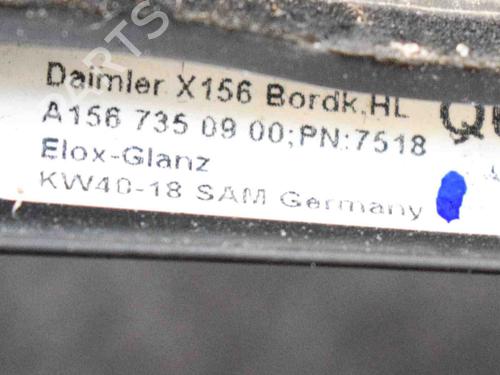 Daimler X156 Bordk,HL
A156 735 09 00;PN:7518
Elox-Glanz
KW40-18 SAM Germany